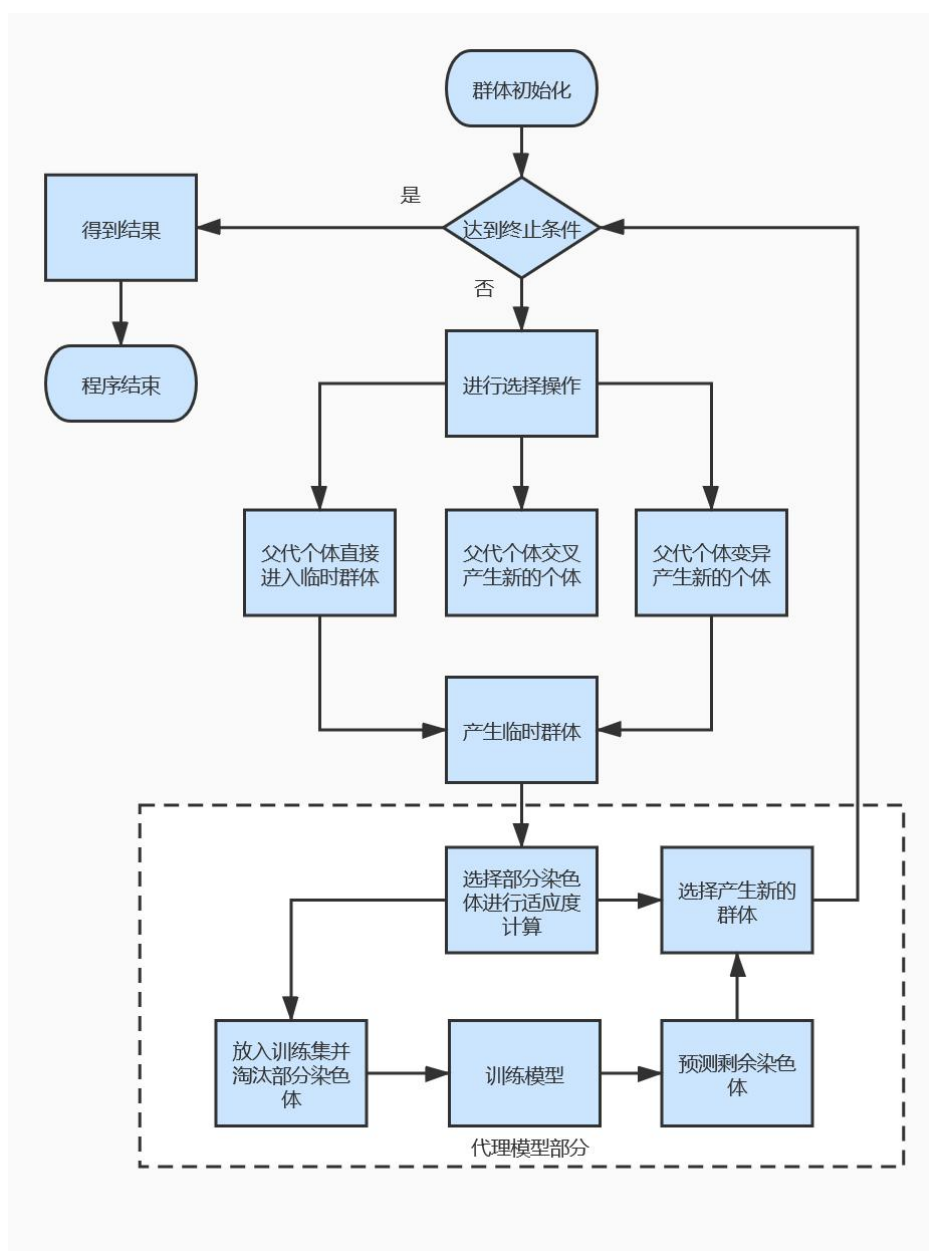 群体初始化
是
达到终止条件
得到结果
否
程序结束
进行选择操作
父代个体直接
进入临时群体
父代个体交叉
产生新的个体
父代个体变异
产生新的个体
产生临时群体
选择部分染色
体进行适应度
计算
选择产生新的
群体
放入训练集并
淘汰部分染色
体
训练模型
预测剩余染色
体
代理模型部分